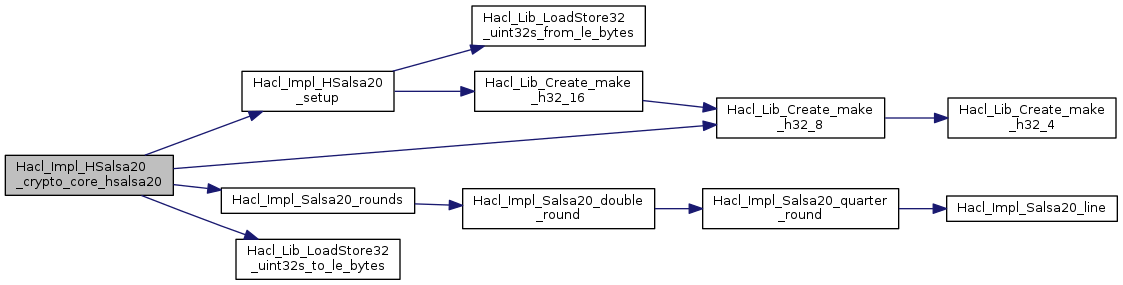 Hacl_Impl_HSalsa20
_crypto_core_hsalsa20
Hacl_Impl_HSalsa20
_setup
Hacl_Lib_LoadStore32
_uint32s_from_le_bytes
Hacl_Lib_Create_make
_h32_16
Hacl_Lib_Create_make
_h32_8
Hacl_Lib_Create_make
_h32_4
Hacl_Impl_Salsa20_rounds
Hacl_Impl_Salsa20_double
_round
Hacl_Impl_Salsa20_quarter
_round
Hacl_Impl_Salsa20_line
Hacl_Lib_LoadStore32
_uint32s_to_le_bytes